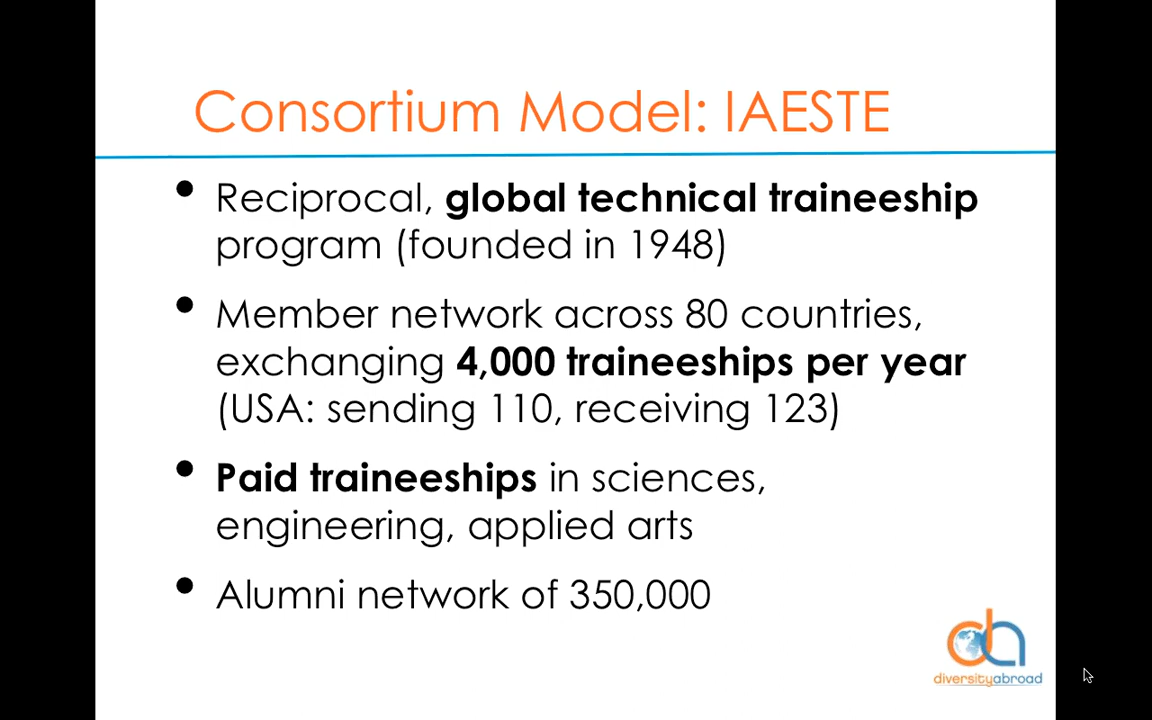 Consortium Model: IAESTE
• Reciprocal, global technical traineeship
program (founded in 1948)
• Member network across 80 countries,
exchanging 4,000 traineeships per year
(USA: sending 110, receiving 123)
• Paid traineeships in sciences,
engineering, applied arts
• Alumni network of 350,000
da
diversityabroad